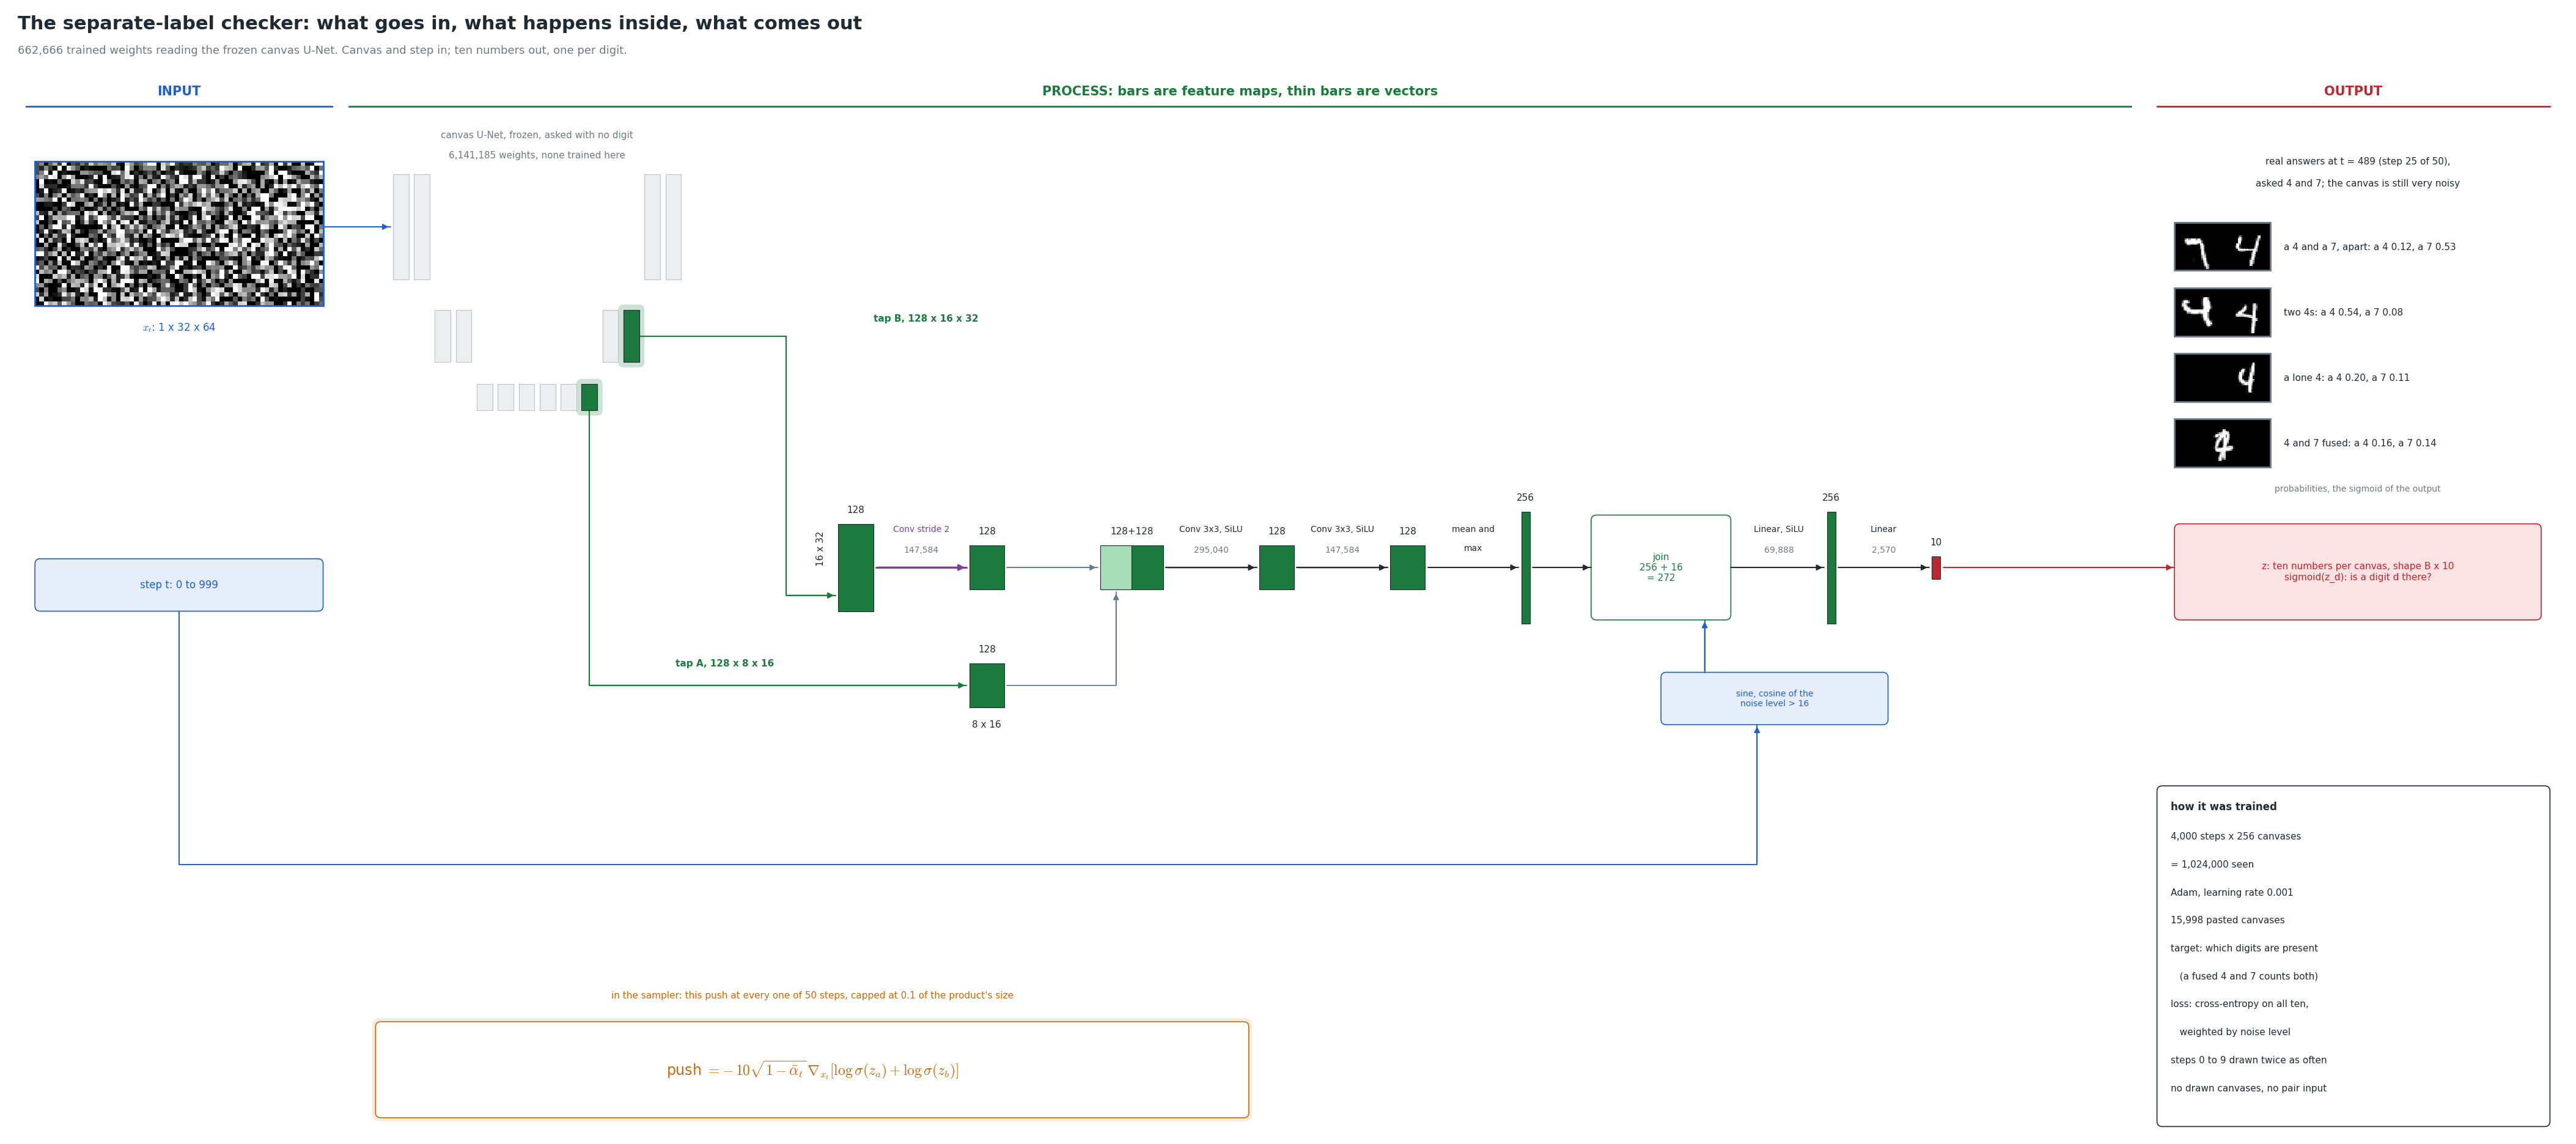 The separate-label checker: what goes in, what happens inside, what comes out
662,666 trained weights reading the frozen canvas U-Net. Canvas and step in; ten numbers out, one per digit.
INPUT
PROCESS: bars are feature maps, thin bars are vectors
OUTPUT
canvas U-Net, frozen, asked with no digit
6,141,185 weights, none trained here
x_t: 1 x 32 x 64
step t: 0 to 999
tap B, 128 x 16 x 32
tap A, 128 x 8 x 16
16 x 32
128
Conv stride 2
147,584
128
128
8 x 16
128+128
Conv 3x3, SiLU
295,040
128
Conv 3x3, SiLU
147,584
128
mean and
max
256
join
256 + 16
= 272
Linear, SiLU
69,888
256
Linear
2,570
10
sine, cosine of the
noise level > 16
real answers at t = 489 (step 25 of 50),
asked 4 and 7; the canvas is still very noisy
7 4
a 4 and a 7, apart: a 4 0.12, a 7 0.53
4 4
two 4s: a 4 0.54, a 7 0.08
4
a lone 4: a 4 0.20, a 7 0.11
4 and 7 fused: a 4 0.16, a 7 0.14
probabilities, the sigmoid of the output
z: ten numbers per canvas, shape B x 10
sigmoid(z_d): is a digit d there?
how it was trained
4,000 steps x 256 canvases
= 1,024,000 seen
Adam, learning rate 0.001
15,998 pasted canvases
target: which digits are present
(a fused 4 and 7 counts both)
loss: cross-entropy on all ten,
weighted by noise level
steps 0 to 9 drawn twice as often
no drawn canvases, no pair input
in the sampler: this push at every one of 50 steps, capped at 0.1 of the product's size
push = −10√(1 − ᾱ_t) ∇_{x_t}[log σ(z_a) + log σ(z_b)]